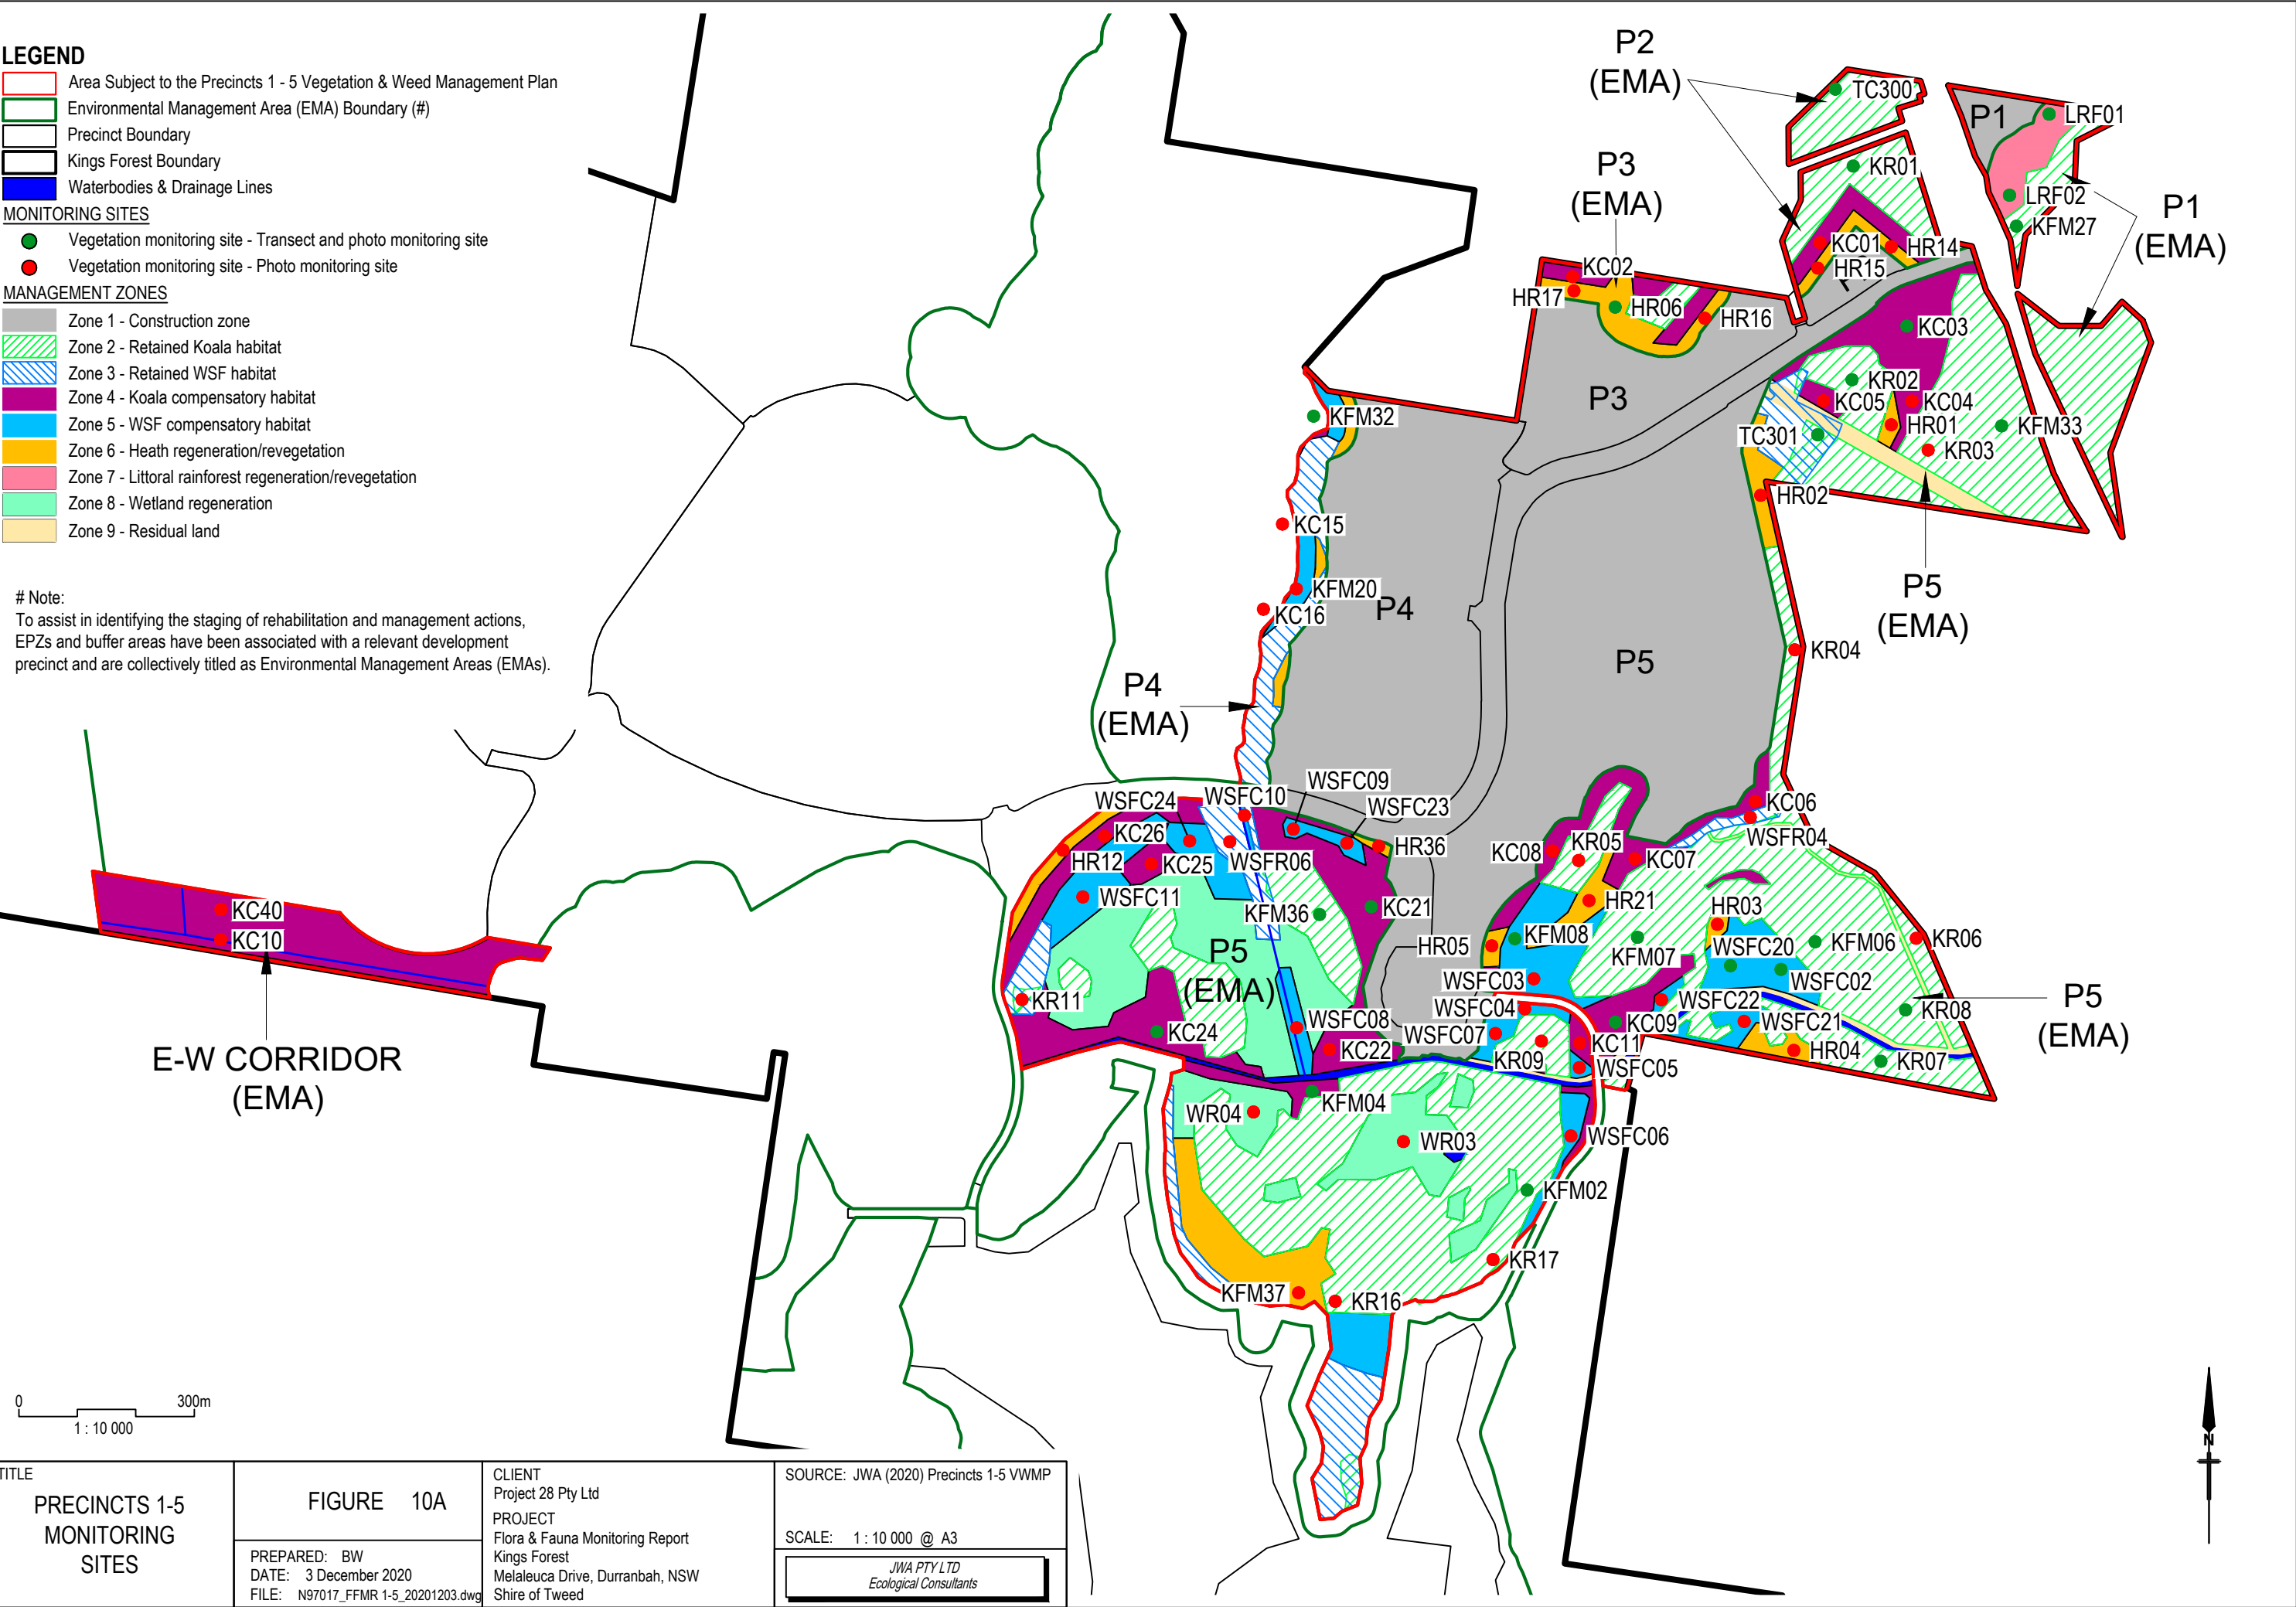 LEGEND
Area Subject to the Precincts 1 - 5 Vegetation & Weed Management Plan
Environmental Management Area (EMA) Boundary (#)
Precinct Boundary
Kings Forest Boundary
Waterbodies & Drainage Lines
MONITORING SITES
Vegetation monitoring site - Transect and photo monitoring site
Vegetation monitoring site - Photo monitoring site
MANAGEMENT ZONES
Zone 1 - Construction zone
Zone 2 - Retained Koala habitat
Zone 3 - Retained WSF habitat
Zone 4 - Koala compensatory habitat
Zone 5 - WSF compensatory habitat
Zone 6 - Heath regeneration/revegetation
Zone 7 - Littoral rainforest regeneration/revegetation
Zone 8 - Wetland regeneration
Zone 9 - Residual land
# Note:
To assist in identifying the staging of rehabilitation and management actions,
EPZs and buffer areas have been associated with a relevant development
precinct and are collectively titled as Environmental Management Areas (EMAs).
P2
(EMA)
TC300
P1
LRF01
KR01
P3
(EMA)
LRF02
KFM27
P1
(EMA)
KC01
HR14
HR15
KC02
HR17
HR06
HR16
KC03
P3
KR02
KC05
KC04
KFM32
TC301
HR01
KFM33
KR03
HR02
KC15
P5
(EMA)
KFM20
KC16
P4
P5
KR04
P4
(EMA)
WSFC24
WSFC10
WSFC09
WSFC23
KC06
WSFR04
KC26
HR12
KC25
WSFR06
HR36
KC08
KR05
KC07
WSFC11
KFM36
KC21
HR21
HR03
KC40
KC10
P5
(EMA)
HR05
KFM08
KFM07
WSFC20
KFM06
KR06
WSFC03
WSFC02
KR11
WSFC04
WSFC22
KR08
P5
(EMA)
KC24
WSFC08
WSFC07
KC09
WSFC21
KC22
KR09
KC11
HR04
KR07
WSFC05
E-W CORRIDOR
(EMA)
WR04
KFM04
WR03
WSFC06
KFM02
KR17
KFM37
KR16
0 300m
1 : 10 000
N
TITLE
PRECINCTS 1-5
MONITORING
SITES
FIGURE 10A
PREPARED: BW
DATE: 3 December 2020
FILE: N97017_FFMR 1-5_20201203.dwg
CLIENT
Project 28 Pty Ltd
PROJECT
Flora & Fauna Monitoring Report
Kings Forest
Melaleuca Drive, Durranbah, NSW
Shire of Tweed
SOURCE: JWA (2020) Precincts 1-5 VWMP
SCALE: 1 : 10 000 @ A3
JWA PTY LTD
Ecological Consultants